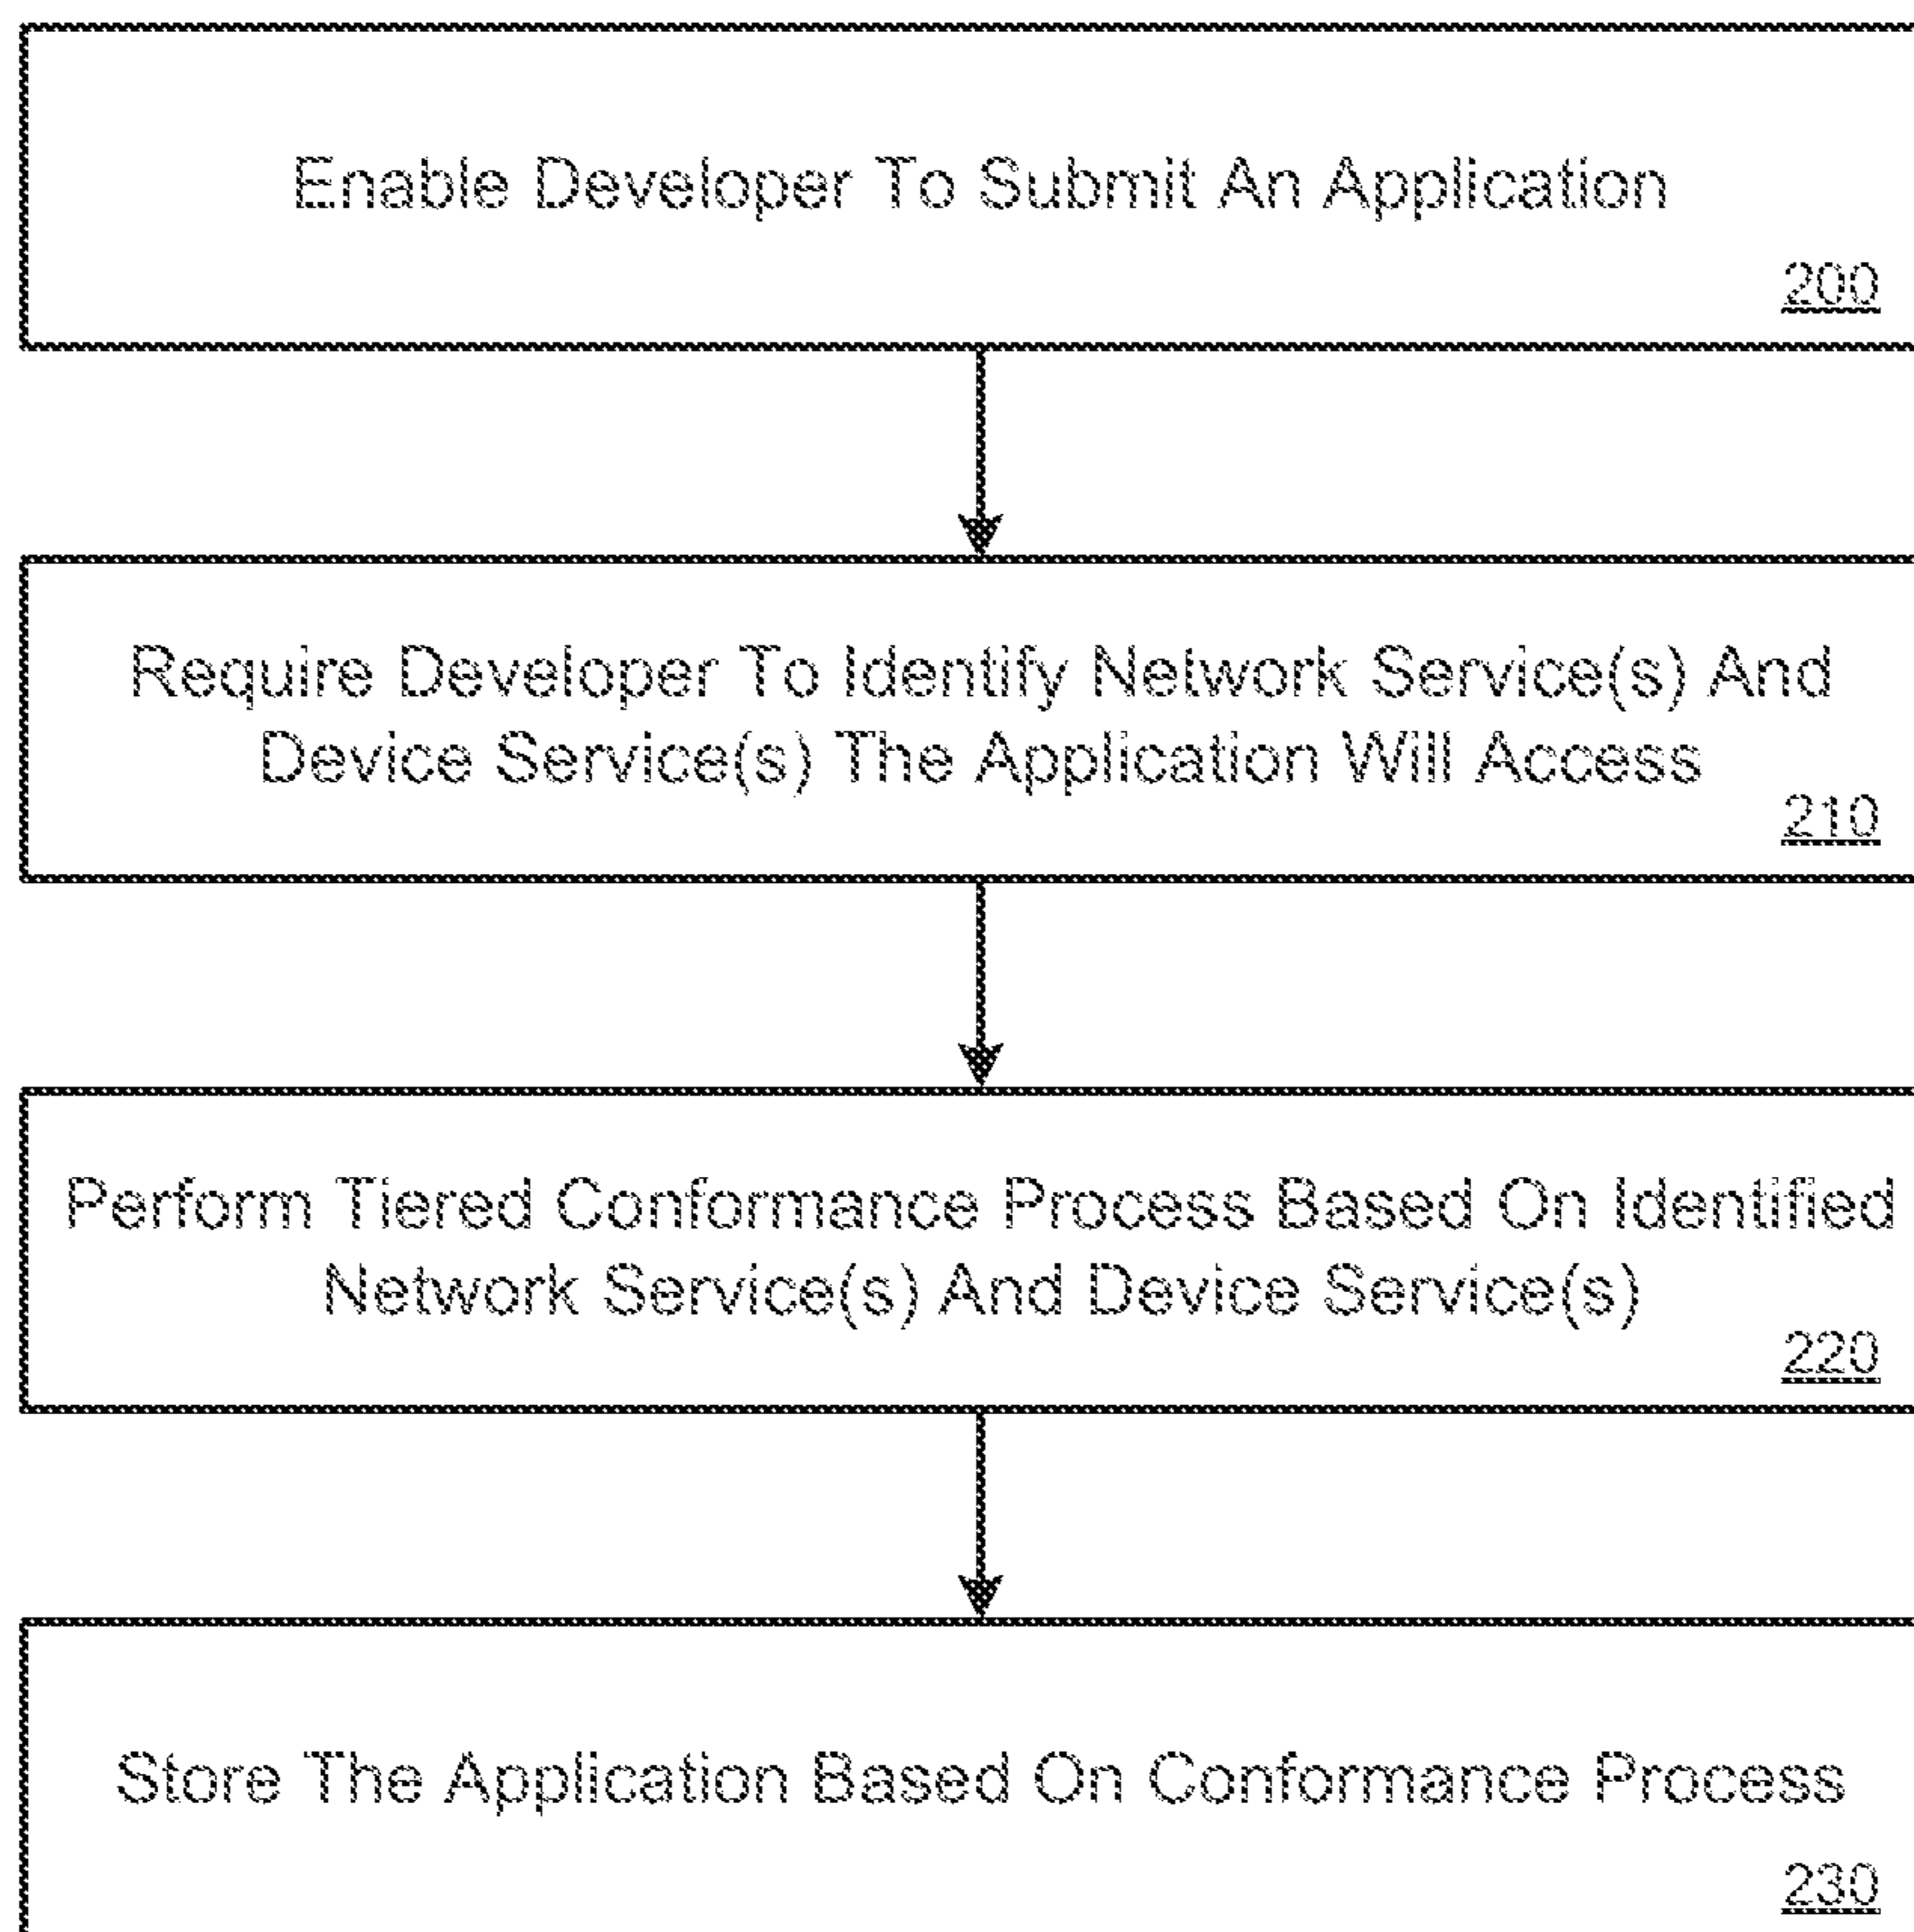 Enable Developer To Submit An Application
200
Require Developer To Identify Network Service(s) And
Device Service(s) The Application Will Access
210
Perform Tiered Conformance Process Based On Identified
Network Service(s) And Device Service(s)
220
Store The Application Based On Conformance Process
230